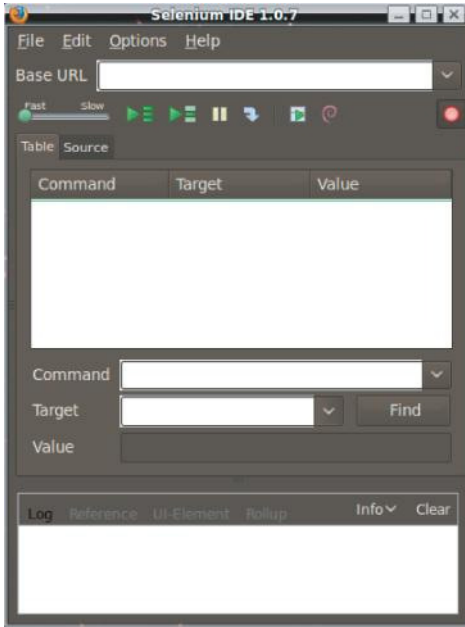 Selenium IDE 1.0.7
File Edit Options Help
Base URL
Fast Slow
Table Source
Command Target Value
Command
Target Find
Value
Log Reference UI-Element Rollup Info Clear